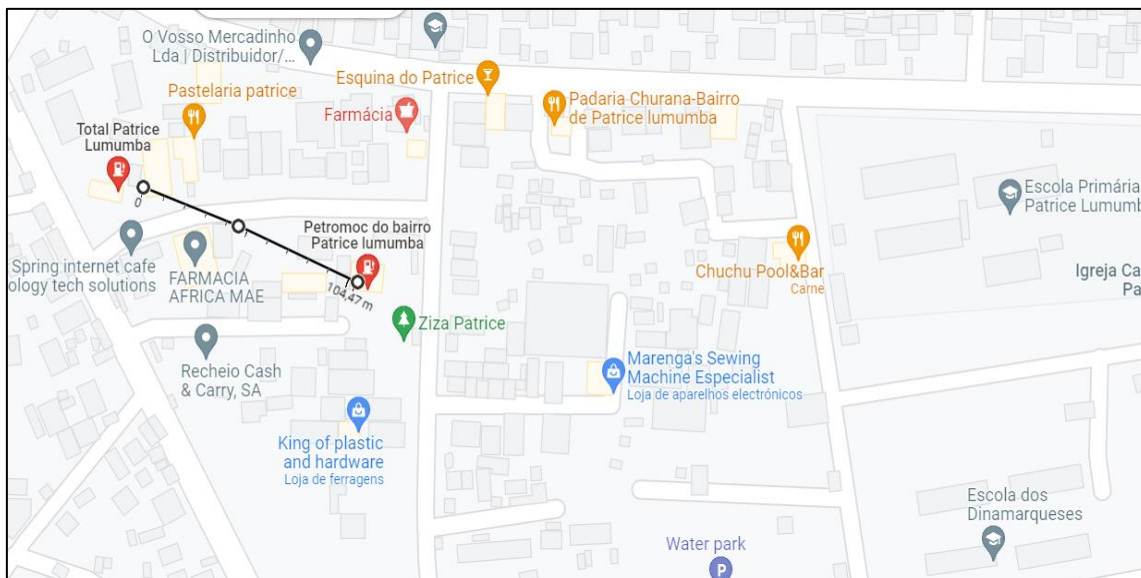 O Vosso Mercadinho
Lda | Distribuidor/...
Pastelaria patrice
Total Patrice
Lumumba
Esquina do Patrice
Farmácia
Padaria Churana-Bairro
de Patrice lumumba
Escola Primária
Patrice Lumumb
0
Petromoc do bairro
Patrice lumumba
104,47 m
Spring internet cafe
ology tech solutions
FARMACIA
AFRICA MAE
Chuchu Pool&Bar
Carne
Igreja Ca
Pa
Ziza Patrice
Recheio Cash
& Carry, SA
Marenga's Sewing
Machine Especialist
Loja de aparelhos electrónicos
King of plastic
and hardware
Loja de ferragens
Escola dos
Dinamarqueses
Water park
P